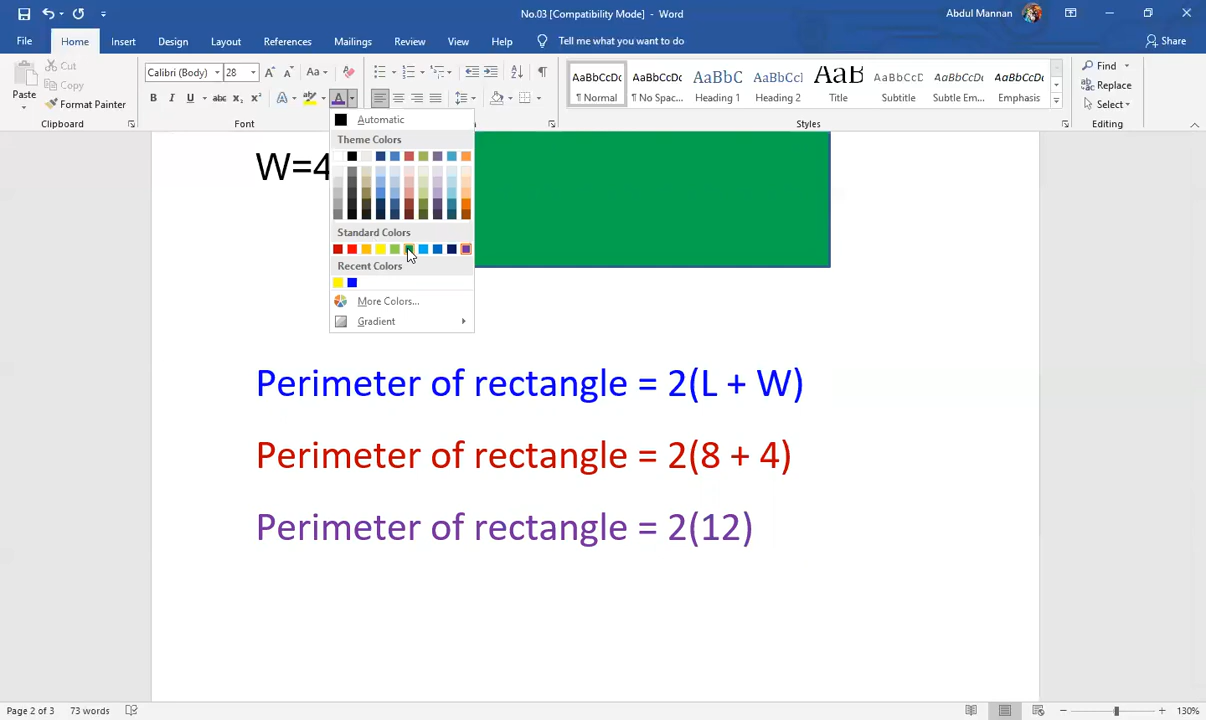 No.03 [Compatibility Mode] - Word
Abdul Mannan
File Home Insert Design Layout References Mailings Review View Help Tell me what you want to do
Share
Cut
Copy
Format Painter
Paste
Clipboard
Calibri (Body) 28
Font
AaBbCcDc AaBbCcDc AaBbC AaBbCc AaB AaBbCcD AaBbCcDc AaBbCcDc
¶ Normal ¶ No Spac... Heading 1 Heading 2 Title Subtitle Subtle Em... Emphasis
Styles
Find
Replace
Select
Editing
Automatic
Theme Colors
Standard Colors
Recent Colors
More Colors...
Gradient
W=4
Perimeter of rectangle = 2(L + W)
Perimeter of rectangle = 2(8 + 4)
Perimeter of rectangle = 2(12)
Page 2 of 3 73 words
130%